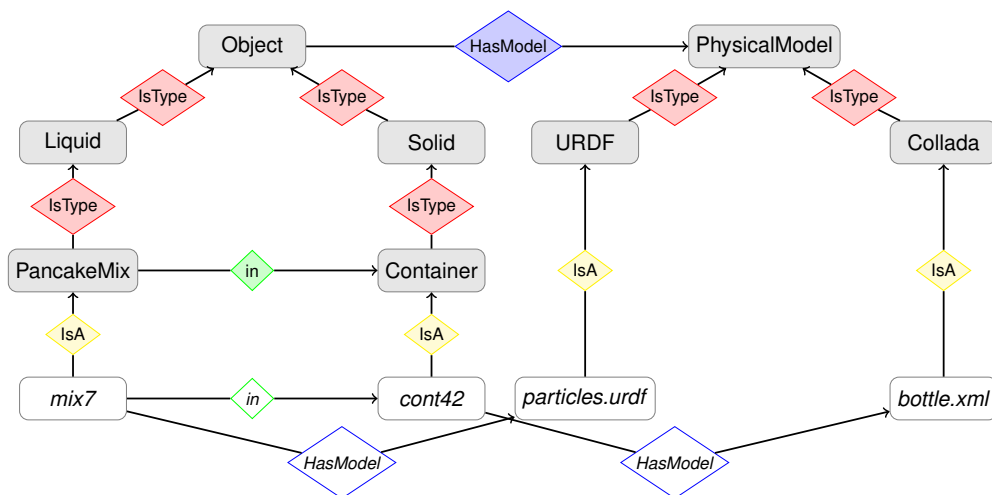 Object
HasModel
PhysicalModel
IsType
IsType
IsType
IsType
Liquid
Solid
URDF
Collada
IsType
IsType
PancakeMix
in
Container
IsA
IsA
IsA
IsA
mix7
in
cont42
particles.urdf
bottle.xml
HasModel
HasModel